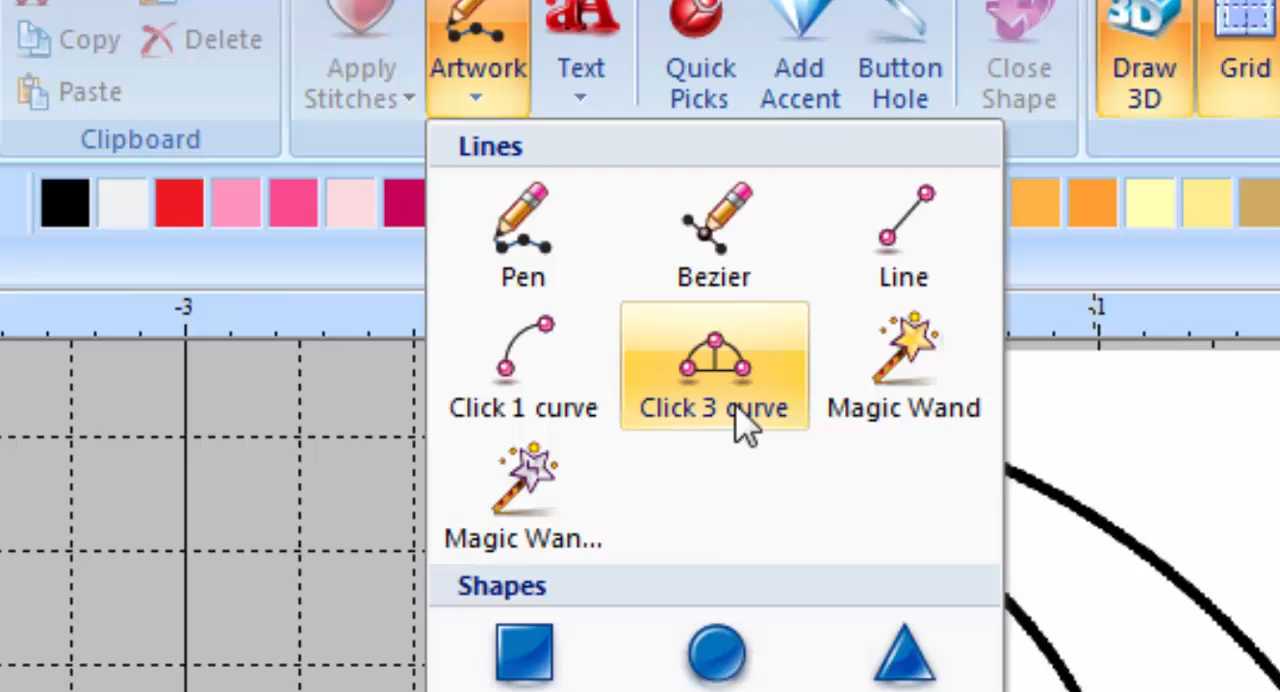 Copy Delete
Paste
Clipboard
Apply
Stitches
Artwork
Text
Quick
Picks
Add
Accent
Button
Hole
Close
Shape
Draw
3D
Grid
Lines
Pen Bezier Line
Click 1 curve Click 3 curve Magic Wand
Magic Wan...
Shapes
-3
-1
A
3D